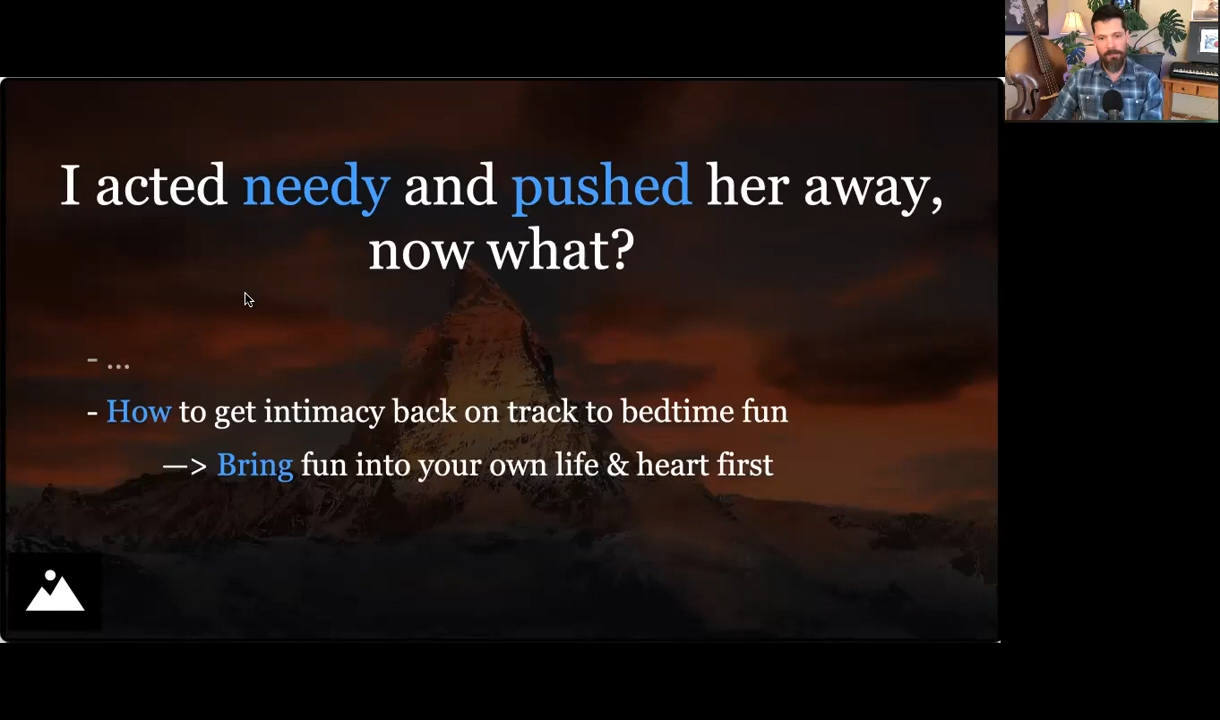 I acted needy and pushed her away,
now what?
- ...
- How to get intimacy back on track to bedtime fun
—> Bring fun into your own life & heart first